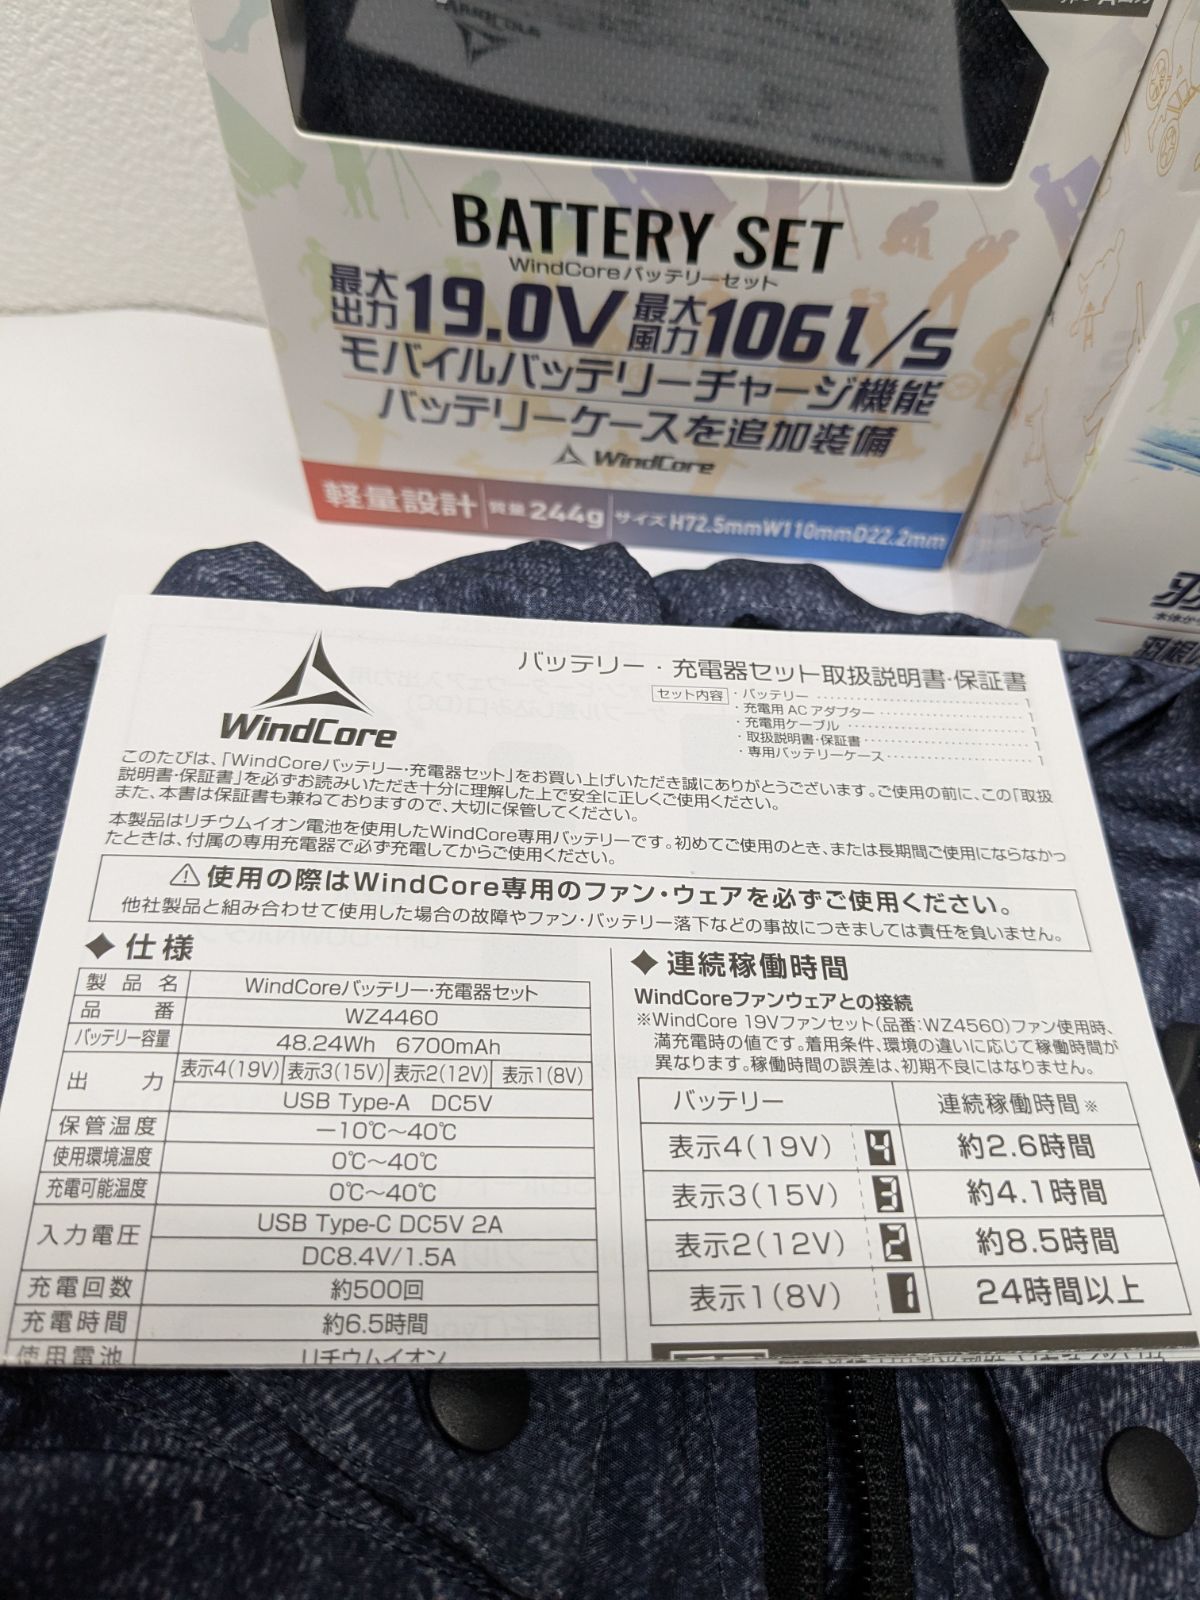 BATTERY SET
WindCoreバッテリーセット
最大出力19.0V 最大風力106l/s
モバイルバッテリーチャージ機能
バッテリーケースを追加装備
WindCore
軽量設計 質量 244g サイズ H72.5mmW110mmD22.2mm
WindCore
バッテリー・充電器セット取扱説明書・保証書
セット内容 ・バッテリー 1
・充電用 AC アダプター 1
・充電用ケーブル 1
・取扱説明書・保証書 1
・専用バッテリーケース 1
このたびは、「WindCoreバッテリー・充電器セット」をお買い上げいただき誠にありがとうございます。ご使用の前に、この「取扱
説明書・保証書」を必ずお読みいただき十分に理解した上で安全に正しくご使用ください。
また、本書は保証書も兼ねておりますので、大切に保管してください。
本製品はリチウムイオン電池を使用したWindCore専用バッテリーです。初めてご使用のとき、または長期間ご使用にならなかっ
たときは、付属の専用充電器で必ず充電してからご使用ください。
⚠使用の際はWindCore専用のファン・ウェアを必ずご使用ください。
他社製品と組み合わせて使用した場合の故障やファン・バッテリー落下などの事故につきましては責任を負いません。
◆仕様
製品名 WindCoreバッテリー・充電器セット
品番 WZ4460
バッテリー容量 48.24Wh 6700mAh
出力 表示4(19V) 表示3(15V) 表示2(12V) 表示1(8V)
USB Type-A DC5V
保管温度 −10℃〜40℃
使用環境温度 0℃〜40℃
充電可能温度 0℃〜40℃
入力電圧 USB Type-C DC5V 2A
DC8.4V/1.5A
充電回数 約500回
充電時間 約6.5時間
使用電池 リチウムイオン
◆連続稼働時間
WindCoreファンウェアとの接続
※WindCore 19Vファンセット(品番:WZ4560)ファン使用時、
満充電時の値です。着用条件、環境の違いに応じて稼働時間が
異なります。稼働時間の誤差は、初期不良にはなりません。
バッテリー 連続稼働時間※
表示4(19V) 4 約2.6時間
表示3(15V) 3 約4.1時間
表示2(12V) 2 約8.5時間
表示1(8V) 1 24時間以上